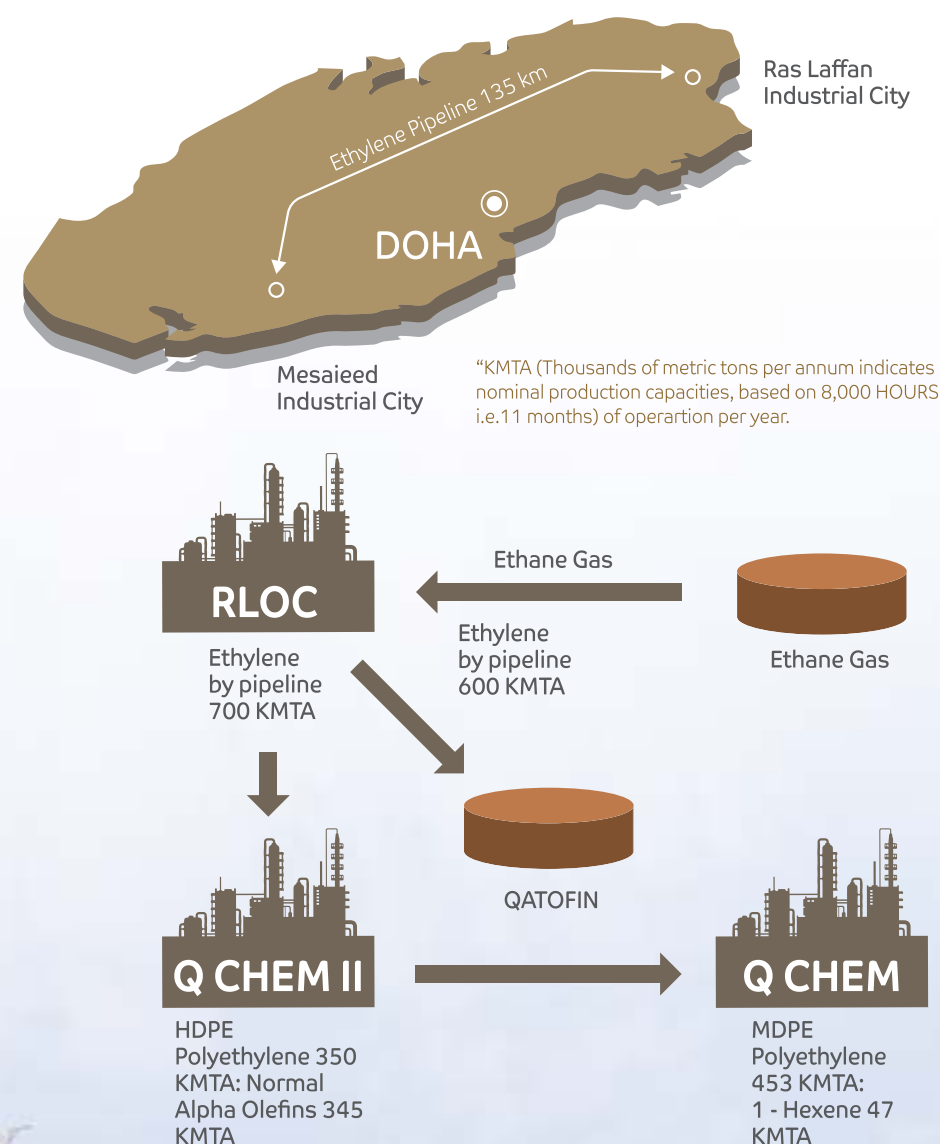 Ras Laffan
Industrial City
Ethylene Pipeline 135 km
DOHA
Mesaieed
Industrial City
“KMTA (Thousands of metric tons per annum indicates
nominal production capacities, based on 8,000 HOURS
i.e.11 months) of operartion per year.
RLOC
Ethane Gas
Ethane Gas
Ethylene
by pipeline
700 KMTA
Ethylene
by pipeline
600 KMTA
QATOFIN
Q CHEM II
Q CHEM
HDPE
Polyethylene 350
KMTA: Normal
Alpha Olefins 345
KMTA
MDPE
Polyethylene
453 KMTA:
1 - Hexene 47
KMTA